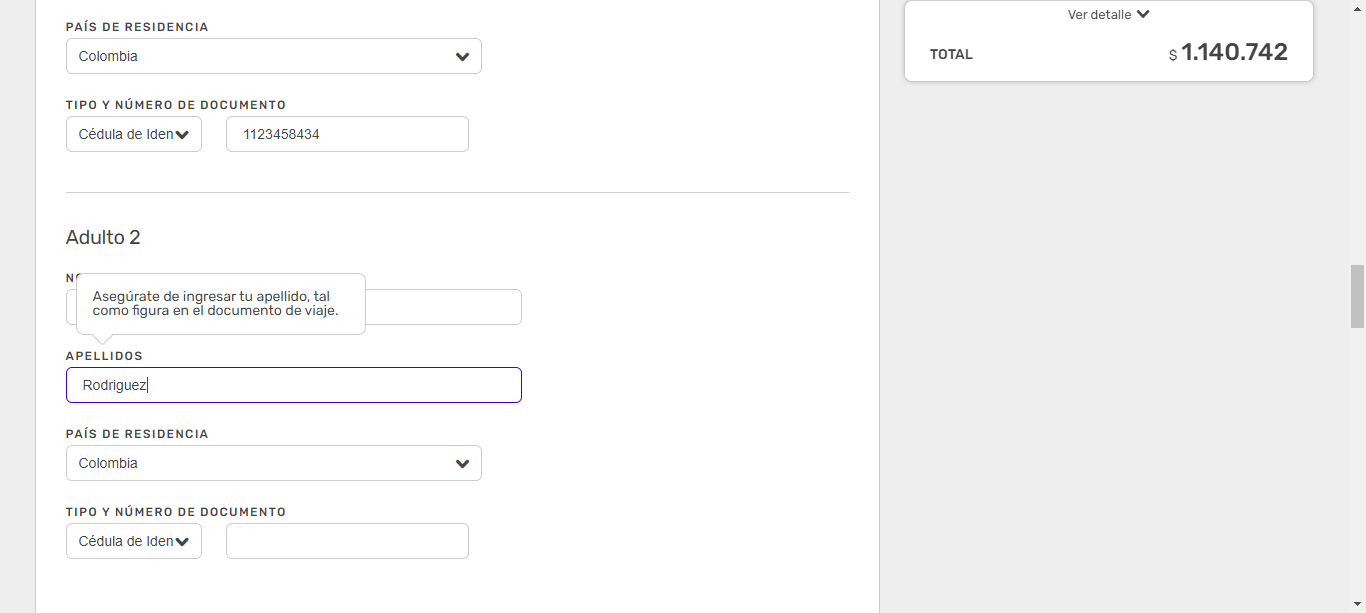 PAÍS DE RESIDENCIA
Colombia
TIPO Y NÚMERO DE DOCUMENTO
Cédula de Iden
1123458434
Adulto 2
Asegúrate de ingresar tu apellido, tal
como figura en el documento de viaje.
APELLIDOS
Rodriguez
PAÍS DE RESIDENCIA
Colombia
TIPO Y NÚMERO DE DOCUMENTO
Cédula de Iden
Ver detalle
TOTAL
$ 1.140.742